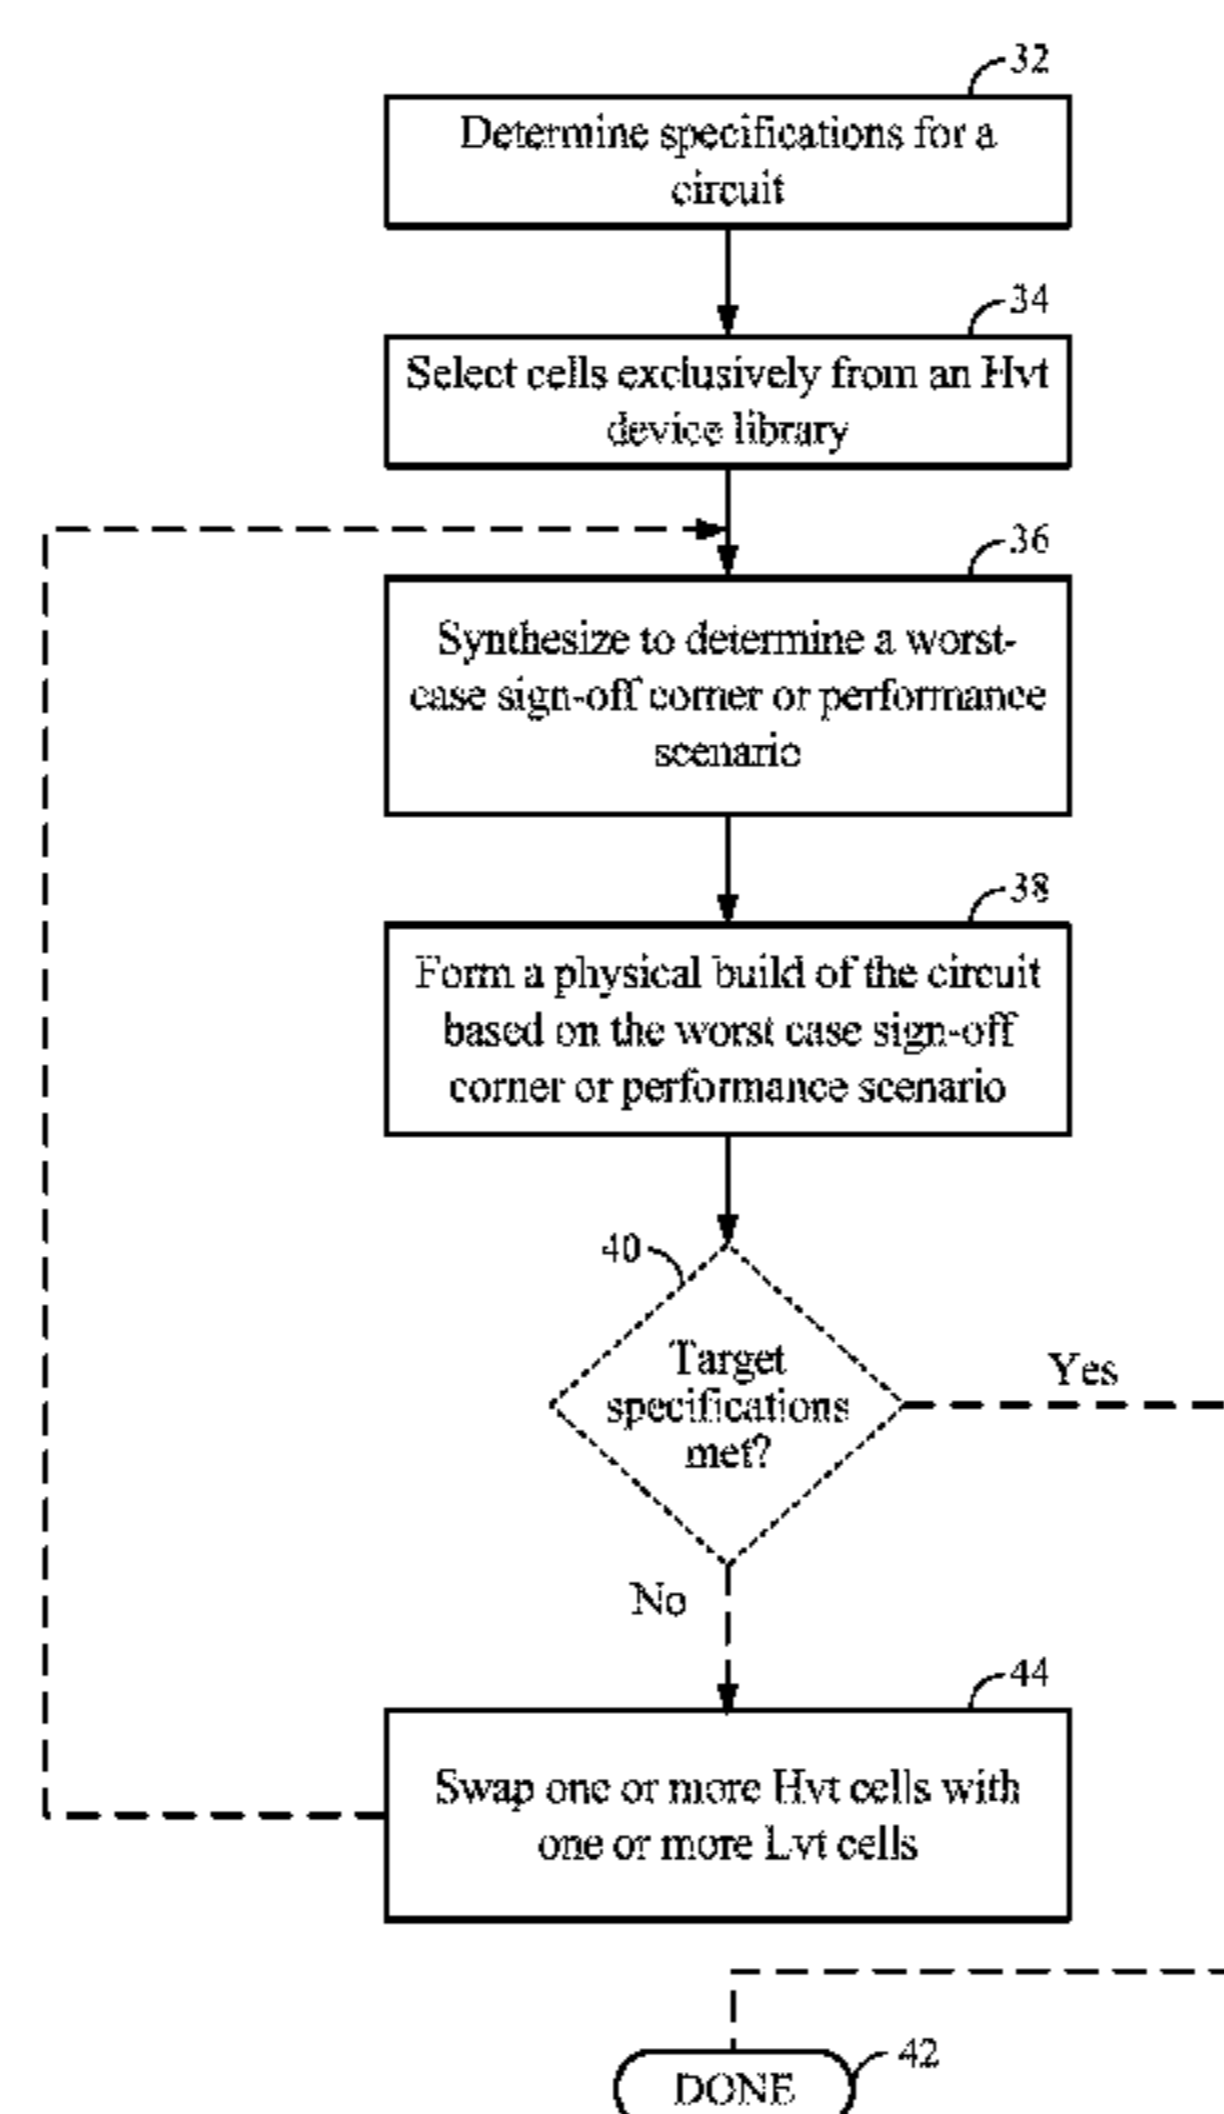 32
Determine specifications for a
circuit
34
Select cells exclusively from an Hvt
device library
36
Synthesize to determine a worst-
case sign-off corner or performance
scenario
38
Form a physical build of the circuit
based on the worst case sign-off
corner or performance scenario
40
Target
specifications
met?
Yes
No
44
Swap one or more Hvt cells with
one or more Lvt cells
42
DONE